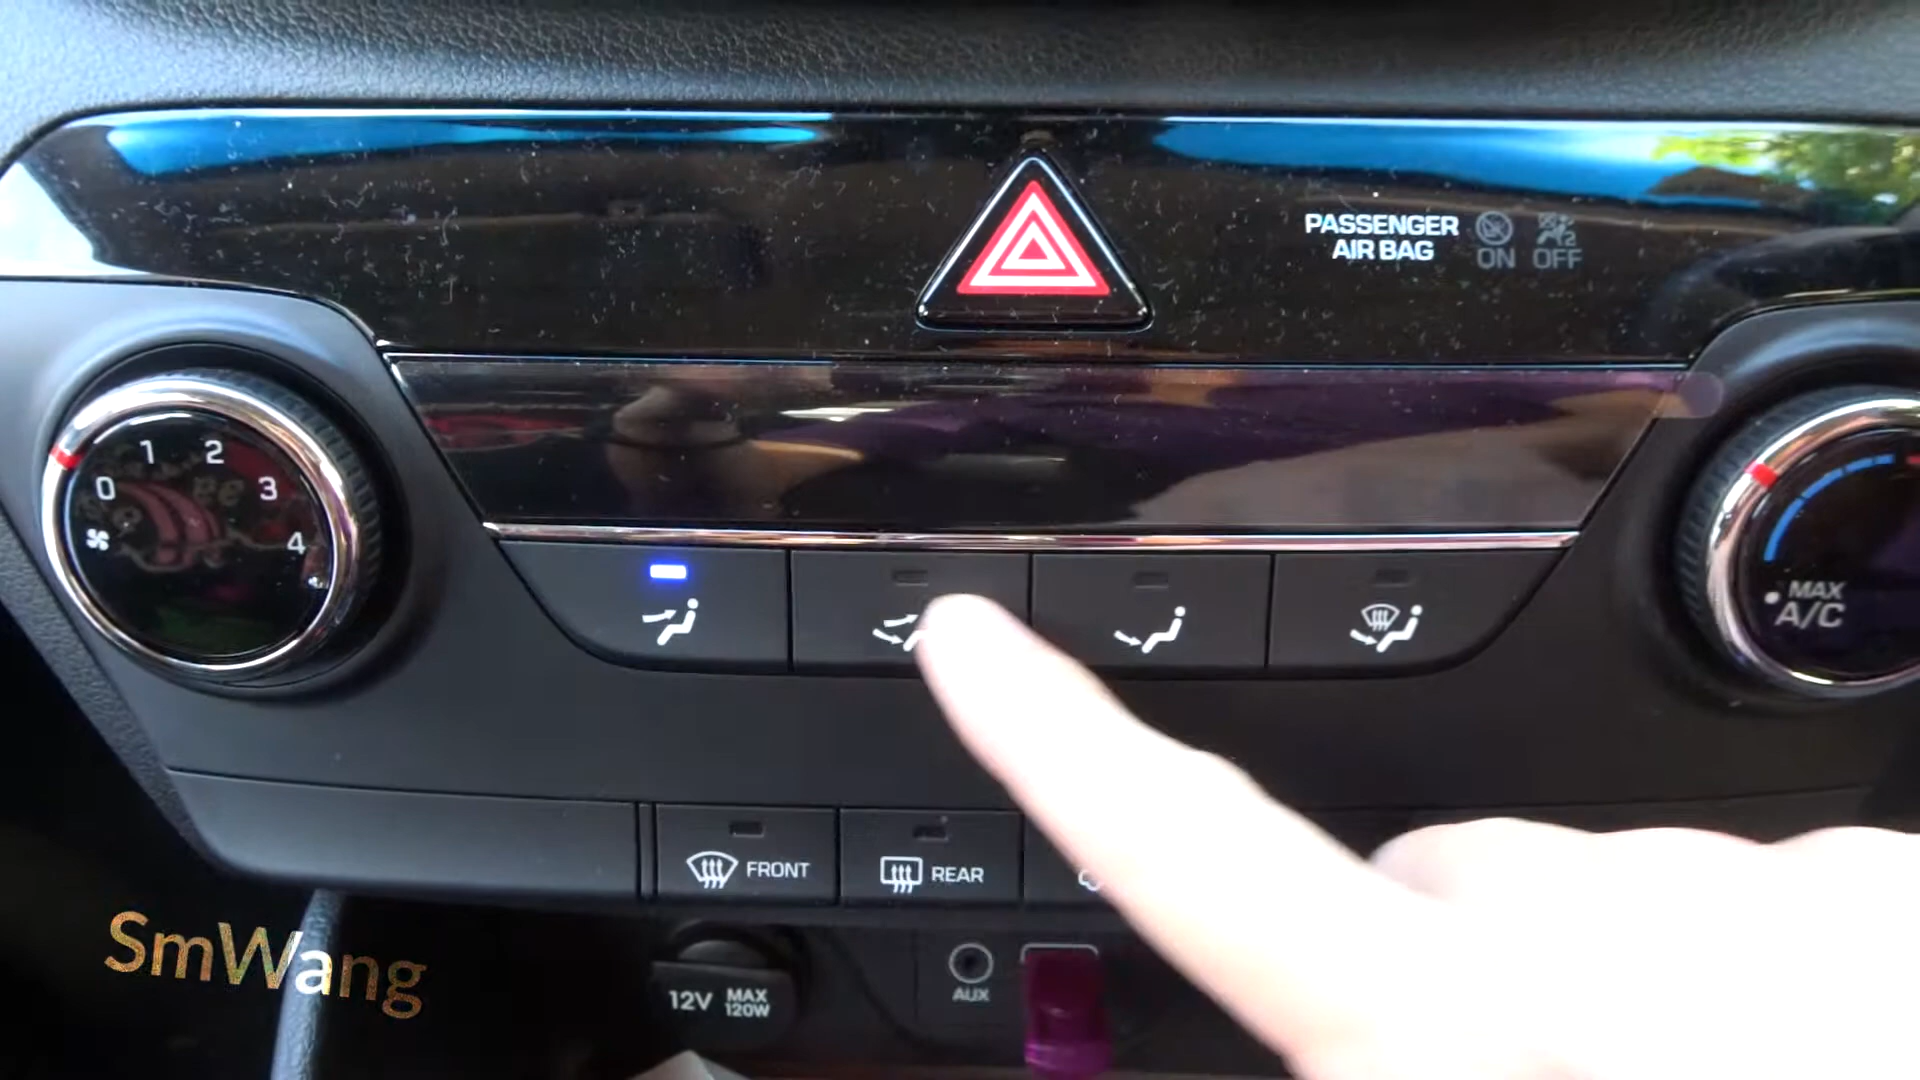 PASSENGER
AIR BAG
ON OFF
0 1 2 3 4
MAX
A/C
FRONT
REAR
SmWang
12V MAX
120W
AUX